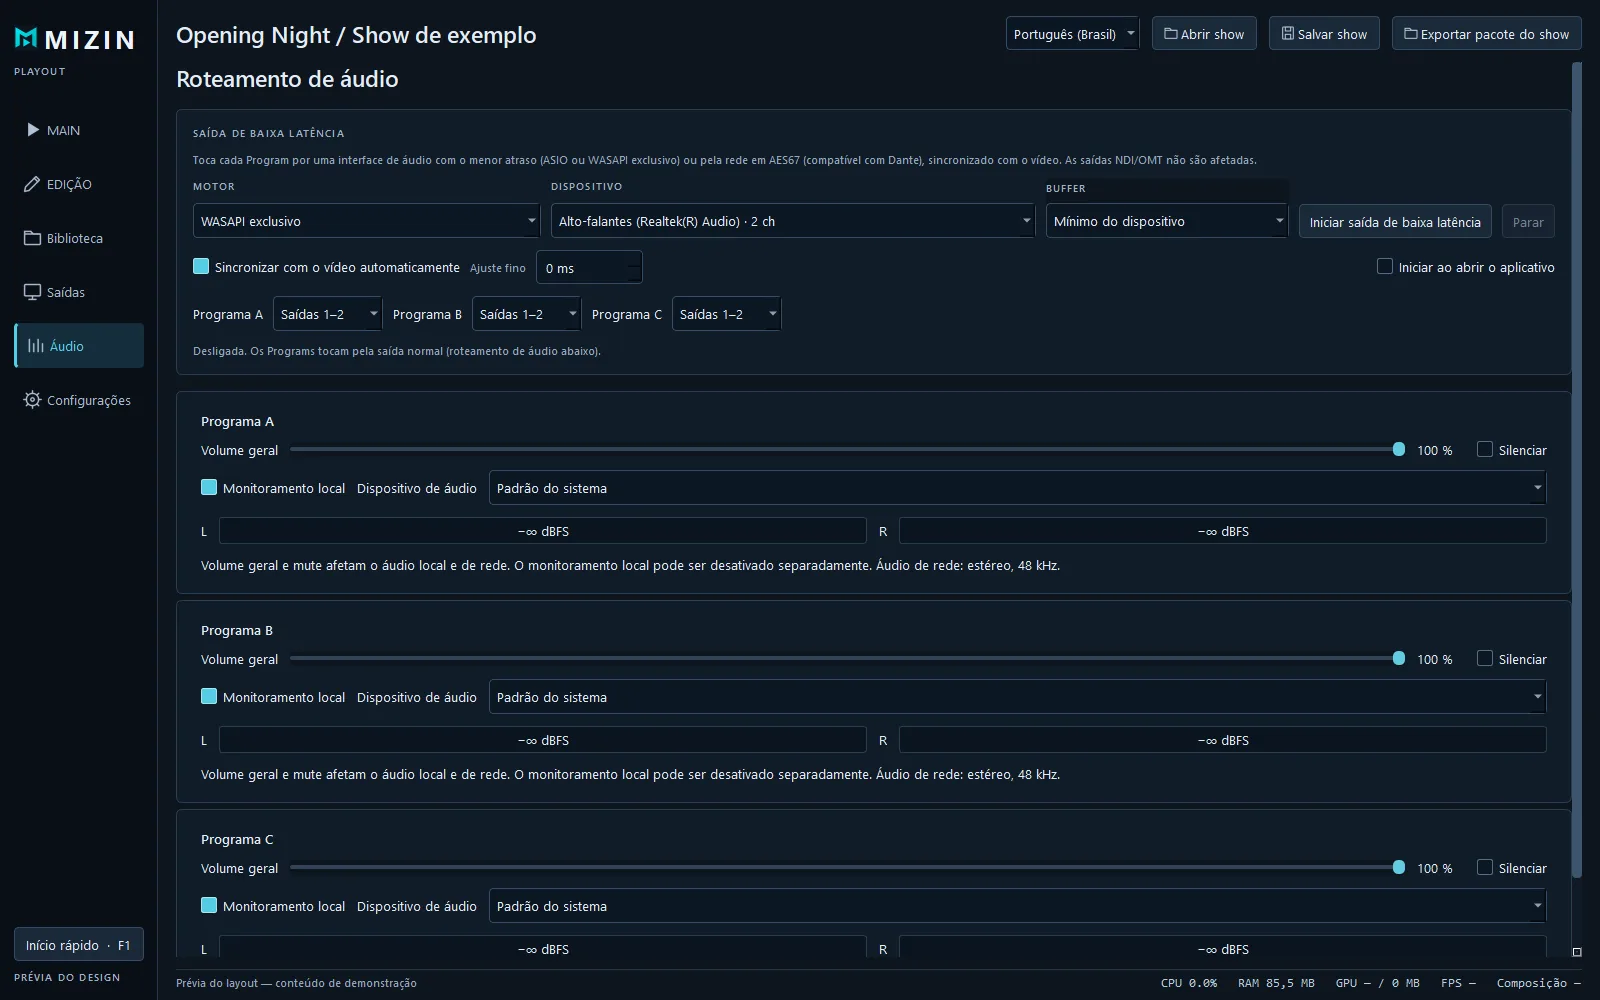 MIZIN
PLAYOUT
MAIN
EDIÇÃO
Biblioteca
Saídas
Áudio
Configurações
Início rápido · F1
PRÉVIA DO DESIGN
Opening Night / Show de exemplo
Português (Brasil)
Abrir show
Salvar show
Exportar pacote do show
Roteamento de áudio
SAÍDA DE BAIXA LATÊNCIA
Toca cada Program por uma interface de áudio com o menor atraso (ASIO ou WASAPI exclusivo) ou pela rede em AES67 (compatível com Dante), sincronizado com o vídeo. As saídas NDI/OMT não são afetadas.
MOTOR DISPOSITIVO BUFFER
WASAPI exclusivo Alto-falantes (Realtek(R) Audio) · 2 ch Mínimo do dispositivo Iniciar saída de baixa latência Parar
Sincronizar com o vídeo automaticamente Ajuste fino 0 ms Iniciar ao abrir o aplicativo
Programa A Saídas 1–2 Programa B Saídas 1–2 Programa C Saídas 1–2
Desligada. Os Programs tocam pela saída normal (roteamento de áudio abaixo).
Programa A
Volume geral 100 % Silenciar
Monitoramento local Dispositivo de áudio Padrão do sistema
L −∞ dBFS R −∞ dBFS
Volume geral e mute afetam o áudio local e de rede. O monitoramento local pode ser desativado separadamente. Áudio de rede: estéreo, 48 kHz.
Programa B
Volume geral 100 % Silenciar
Monitoramento local Dispositivo de áudio Padrão do sistema
L −∞ dBFS R −∞ dBFS
Volume geral e mute afetam o áudio local e de rede. O monitoramento local pode ser desativado separadamente. Áudio de rede: estéreo, 48 kHz.
Programa C
Volume geral 100 % Silenciar
Monitoramento local Dispositivo de áudio Padrão do sistema
L −∞ dBFS R −∞ dBFS
Prévia do layout — conteúdo de demonstração
CPU 0.0% RAM 85,5 MB GPU — / 0 MB FPS — Composição —